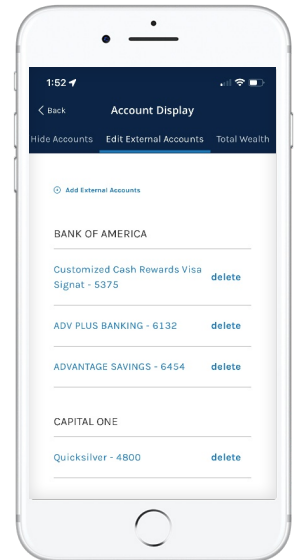 1:52
Back Account Display
Hide Accounts Edit External Accounts Total Wealth
Add External Accounts
BANK OF AMERICA
Customized Cash Rewards Visa
Signat - 5375 delete
ADV PLUS BANKING - 6132 delete
ADVANTAGE SAVINGS - 6454 delete
CAPITAL ONE
Quicksilver - 4800 delete